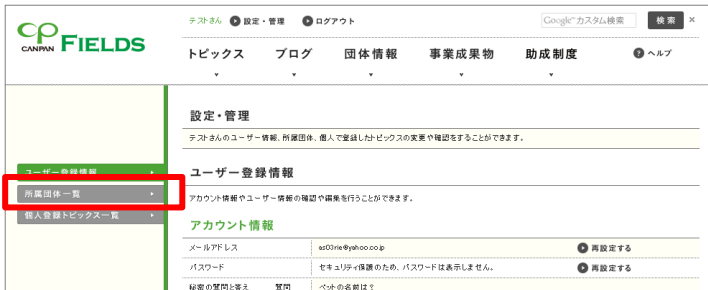 CANPAN FIELDS
テストさん 設定・管理 ログアウト Google™カスタム検索 検索 ×
トピックス ブログ 団体情報 事業成果物 助成制度 ヘルプ
設定・管理
テストさんのユーザー情報、所属団体、個人で登録したトピックスの変更や確認をすることができます。
ユーザー登録情報
所属団体一覧
個人登録トピックス一覧
ユーザー登録情報
アカウント情報やユーザー情報の確認や編集を行うことができます。
アカウント情報
メールアドレス as03rie@yahoo.co.jp 再設定する
パスワード セキュリティ保護のため、パスワードは表示しません。 再設定する
秘密の質問と答え 質問 ペットの名前は?